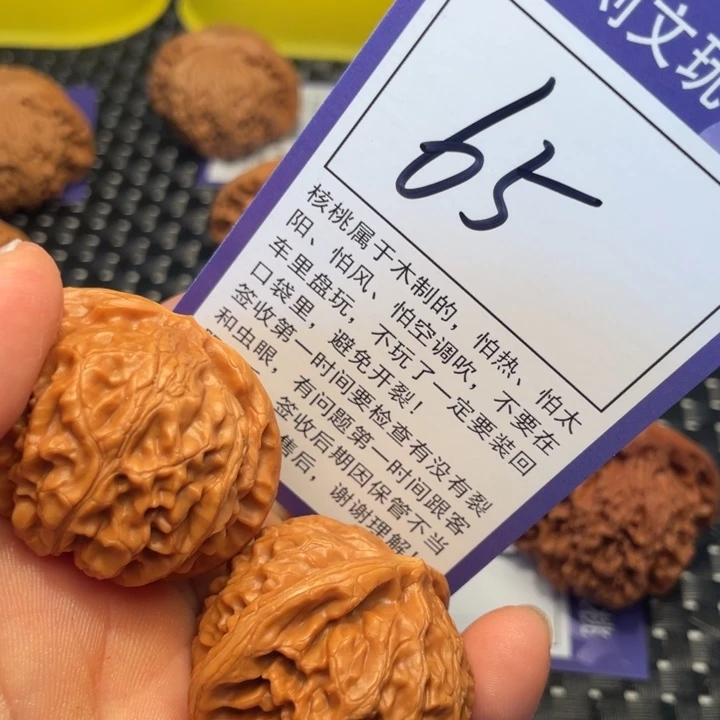 文玩
65
核桃属于木制的，怕热、怕太
阳、怕风、怕空调吹，不要在
车里盘玩，不玩了一定要装回
口袋里，避免开裂！
签收第一时间要检查有没有裂
和虫眼，有问题第一时间跟客
签收后期因保管不当
售后，谢谢理解！